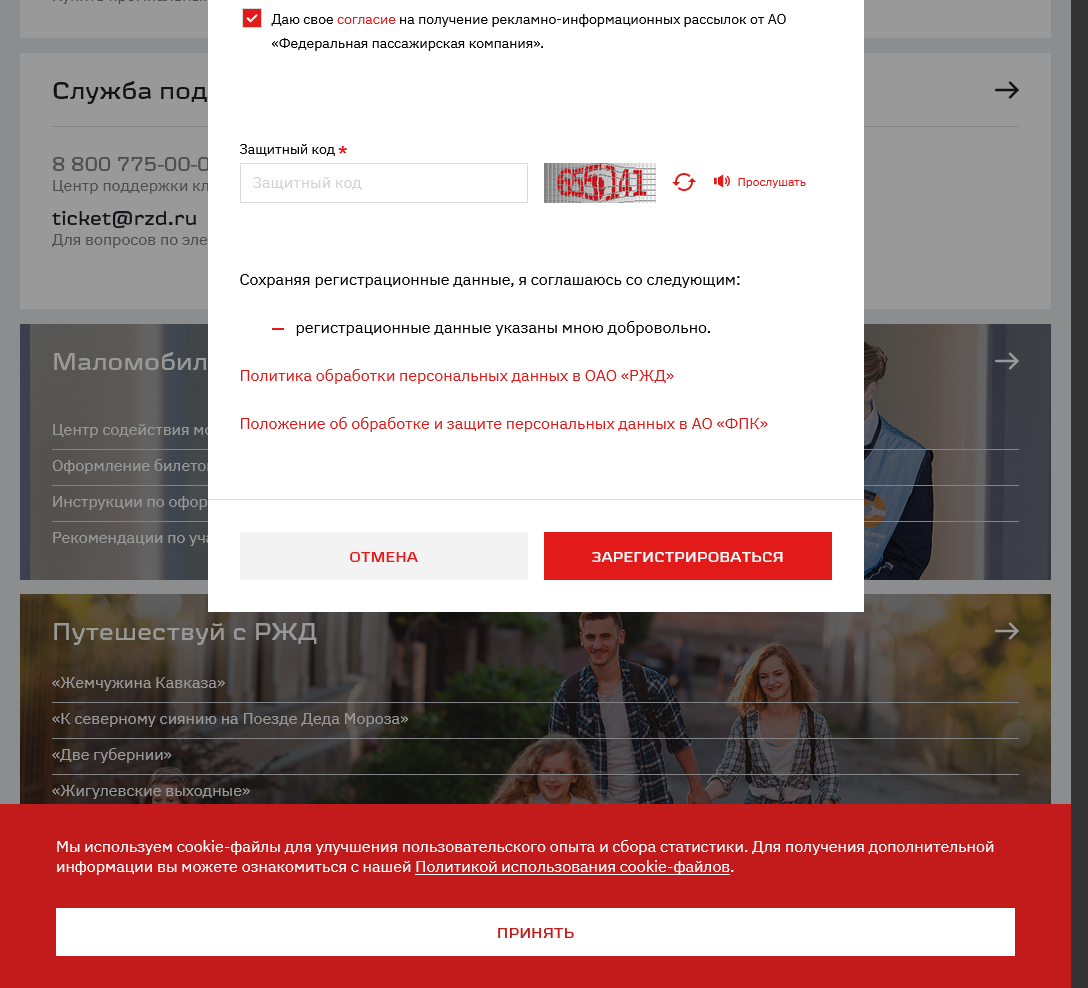 Даю свое согласие на получение рекламно-информационных рассылок от АО
«Федеральная пассажирская компания».
Служба под
8 800 775-00-0
Центр поддержки кл
ticket@rzd.ru
Для вопросов по эле
Защитный код *
Защитный код
Прослушать
Сохраняя регистрационные данные, я соглашаюсь со следующим:
— регистрационные данные указаны мною добровольно.
Политика обработки персональных данных в ОАО «РЖД»
Положение об обработке и защите персональных данных в АО «ФПК»
Маломобил
Центр содействия мо
Оформление билето
Инструкции по офор
Рекомендации по уча
ОТМЕНА
ЗАРЕГИСТРИРОВАТЬСЯ
Путешествуй с РЖД
«Жемчужина Кавказа»
«К северному сиянию на Поезде Деда Мороза»
«Две губернии»
«Жигулевские выходные»
Мы используем cookie-файлы для улучшения пользовательского опыта и сбора статистики. Для получения дополнительной
информации вы можете ознакомиться с нашей Политикой использования cookie-файлов.
ПРИНЯТЬ